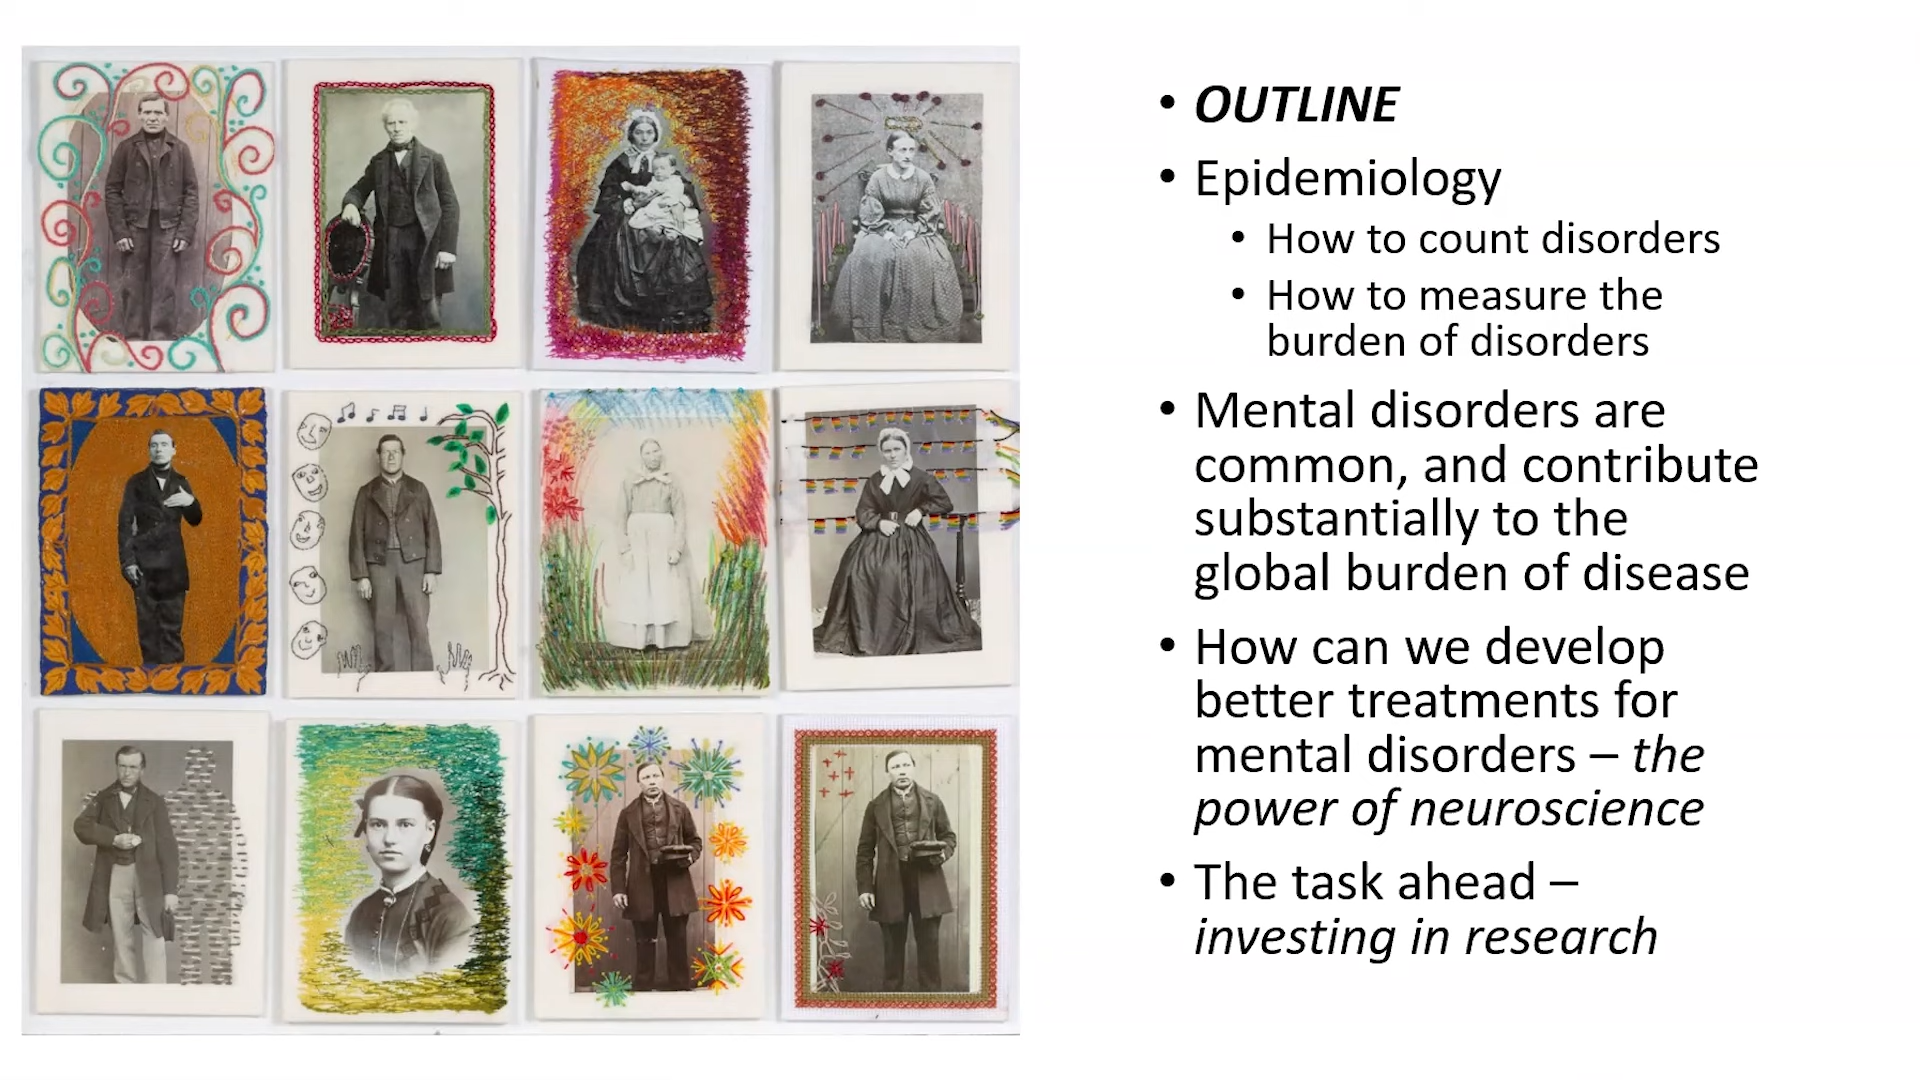 • OUTLINE
• Epidemiology
• How to count disorders
• How to measure the
burden of disorders
• Mental disorders are
common, and contribute
substantially to the
global burden of disease
• How can we develop
better treatments for
mental disorders – the
power of neuroscience
• The task ahead –
investing in research